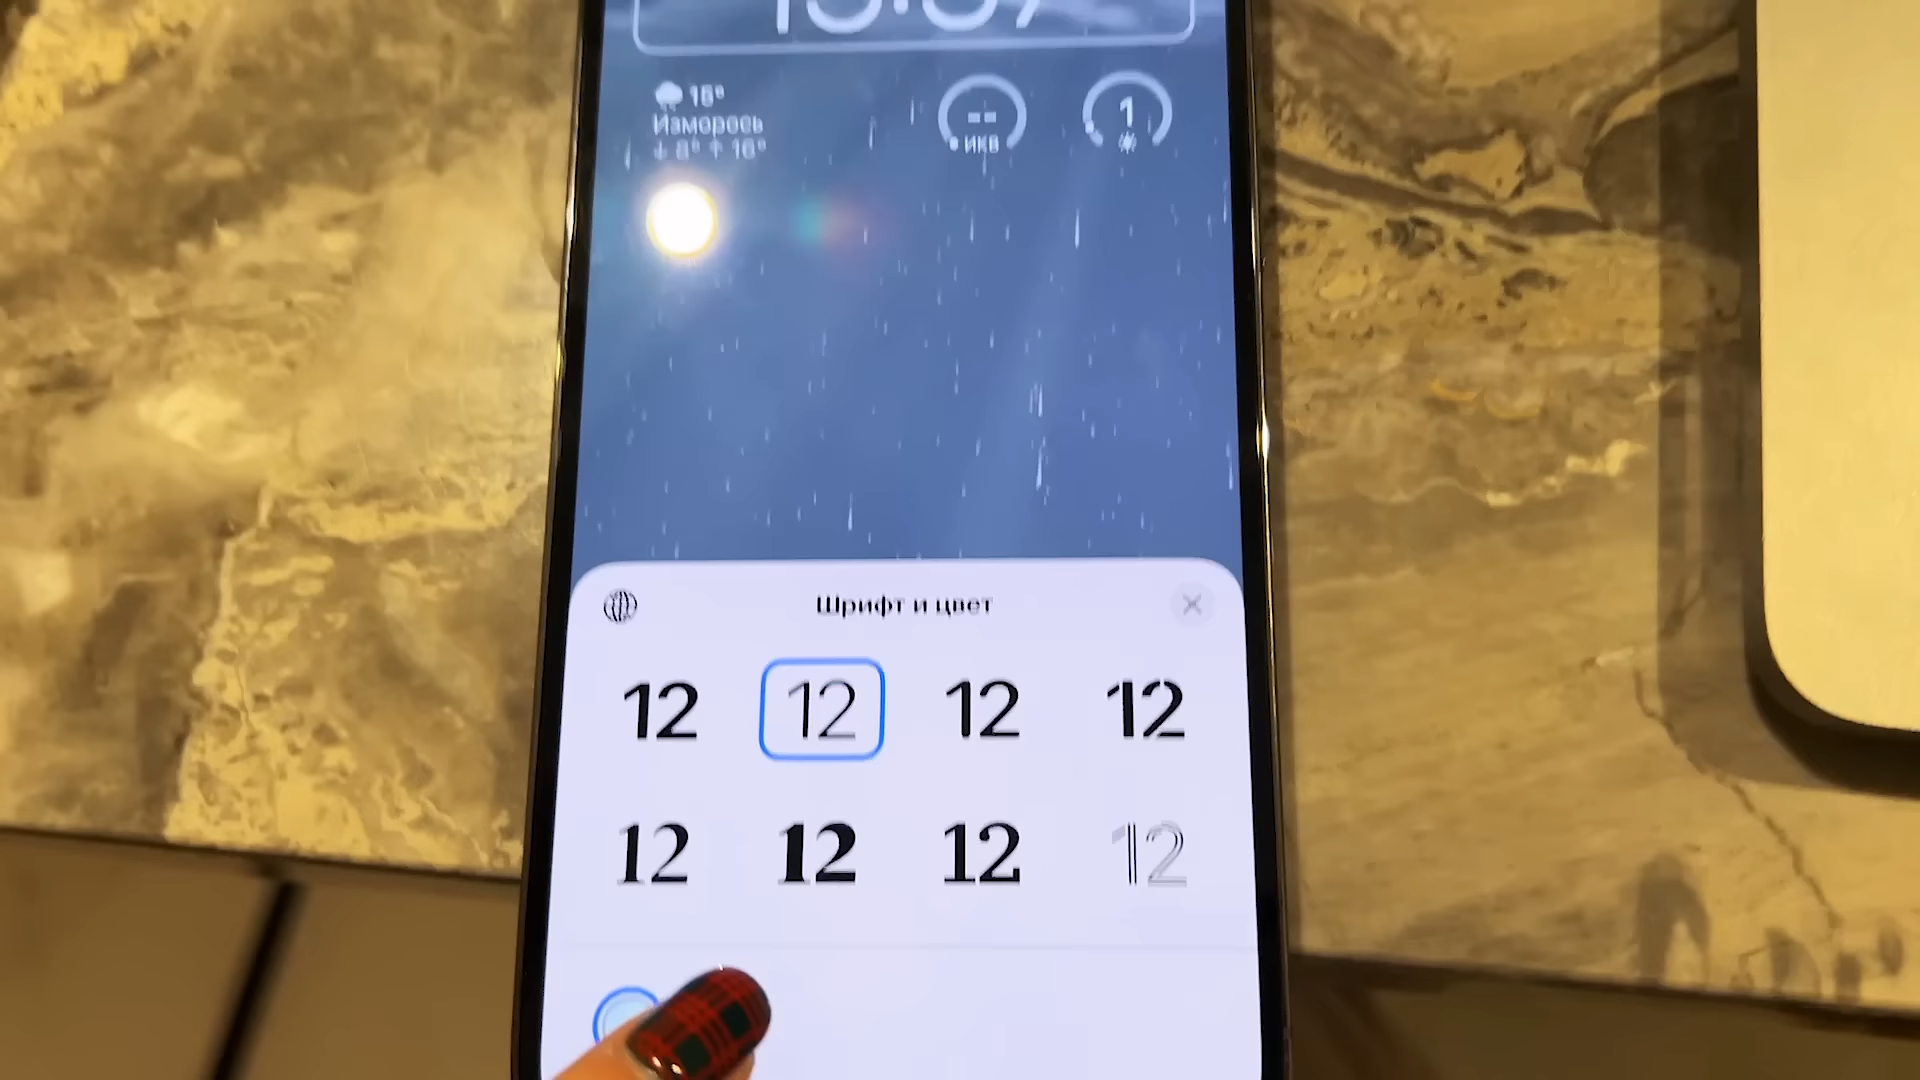 15°
Изморось
↓ 8° ↑ 16°
--
ИКВ
1
Шрифт и цвет
12 12 12 12
12 12 12 12